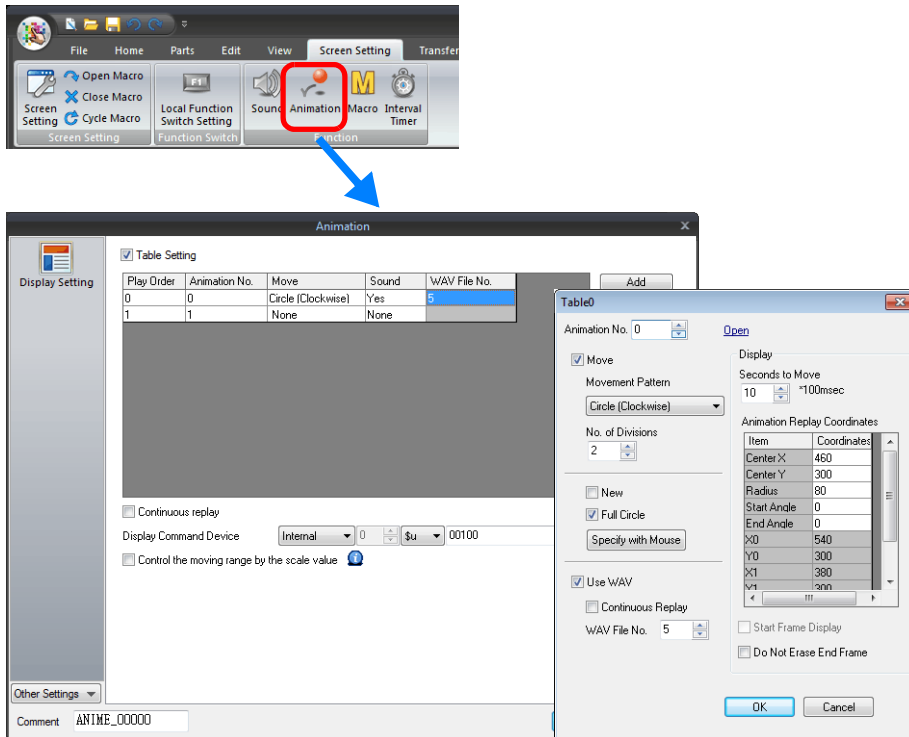 File Home Parts Edit View Screen Setting Transfer
Open Macro
Close Macro
Cycle Macro
Screen Setting
Local Function Switch Setting
F1
Sound Animation Macro Interval Timer
Screen Setting Function Switch Function
Animation
Display Setting
Table Setting
Play Order Animation No. Move Sound WAV File No.
0 0 Circle (Clockwise) Yes 5
1 1 None None
Add
Continuous replay
Display Command Device Internal 0 $u 00100
Control the moving range by the scale value
Other Settings
Comment ANIME_00000
Table0
Animation No. 0 Open
Move
Movement Pattern
Circle (Clockwise)
No. of Divisions
2
New
Full Circle
Specify with Mouse
Use WAV
Continuous Replay
WAV File No. 5
Display
Seconds to Move
10 *100msec
Animation Replay Coordinates
Item Coordinates
Center X 460
Center Y 300
Radius 80
Start Angle 0
End Angle 0
X0 540
Y0 300
X1 380
Y1 300
Start Frame Display
Do Not Erase End Frame
OK Cancel